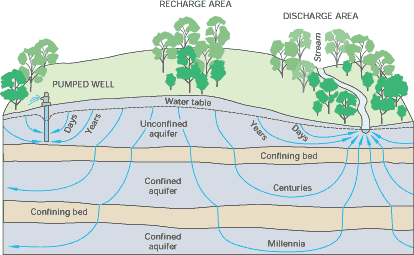 RECHARGE AREA
DISCHARGE AREA
Stream
PUMPED WELL
Water table
Days
Years
Unconfined
aquifer
Years
Days
Confining bed
Confined
aquifer
Centuries
Confining bed
Confined
aquifer
Millennia